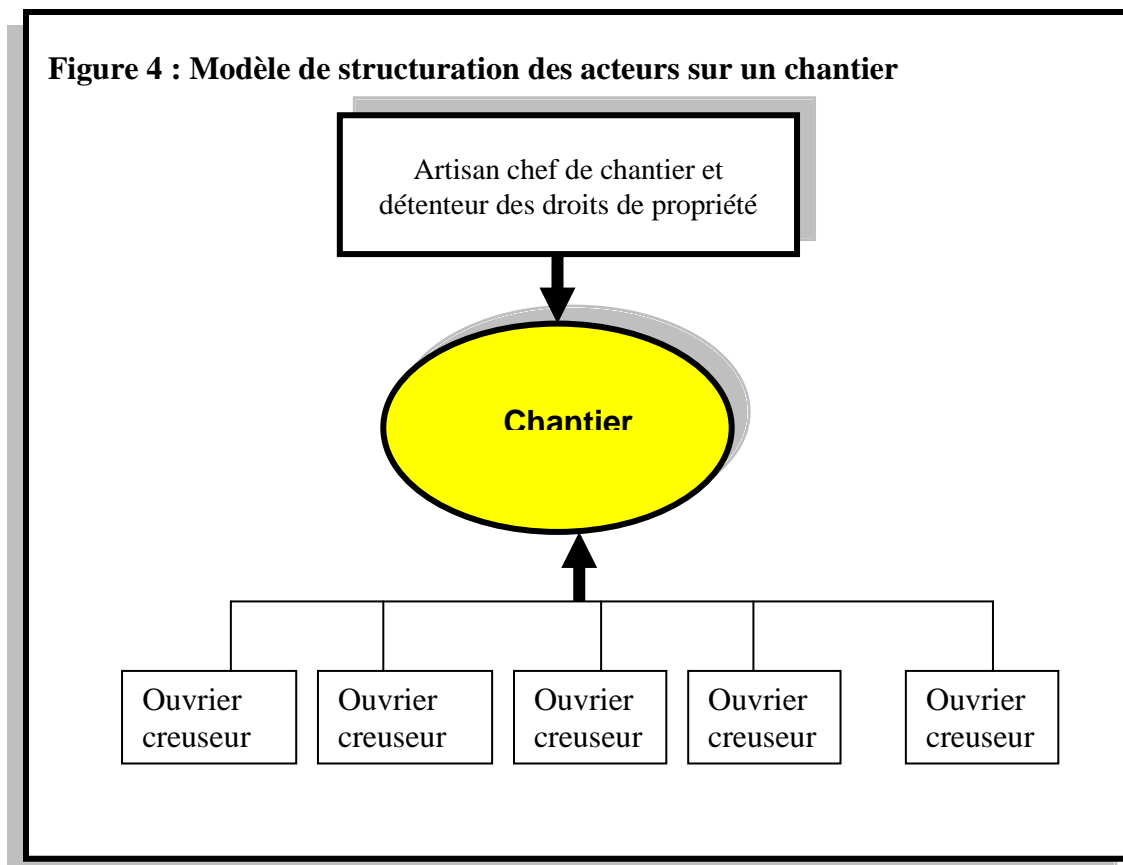 Figure 4 : Modèle de structuration des acteurs sur un chantier
Artisan chef de chantier et
détenteur des droits de propriété
Chantier
Ouvrier
creuseur
Ouvrier
creuseur
Ouvrier
creuseur
Ouvrier
creuseur
Ouvrier
creuseur